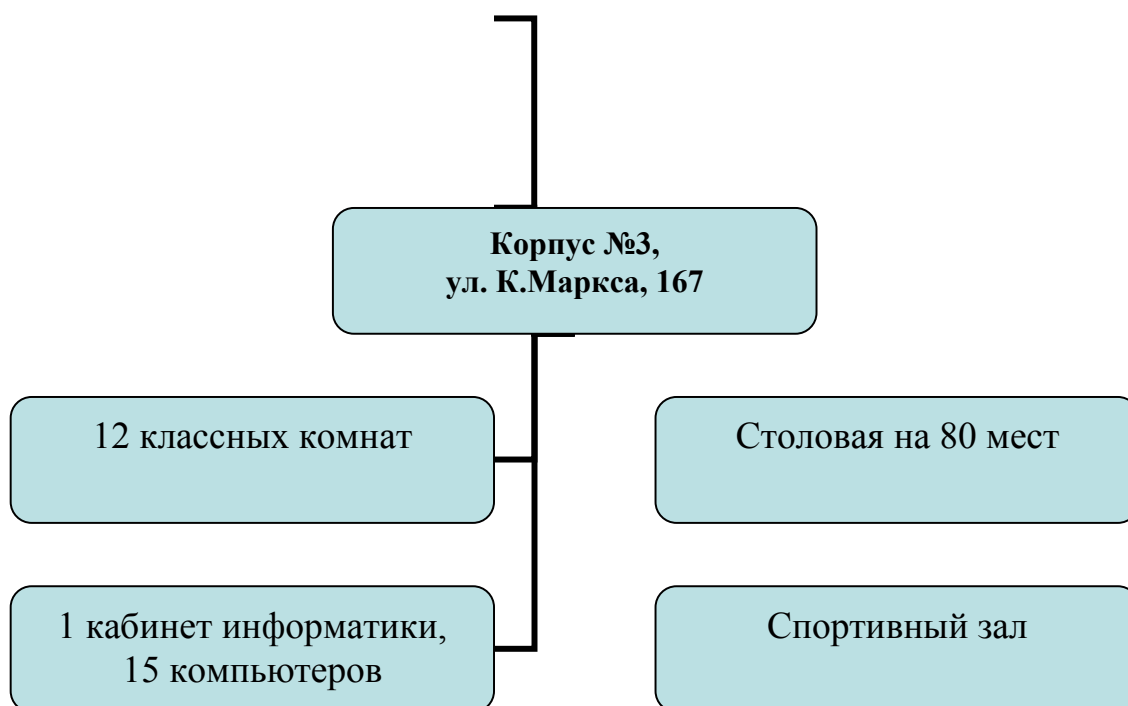 Корпус №3,
ул. К.Маркса, 167
12 классных комнат
Столовая на 80 мест
1 кабинет информатики,
15 компьютеров
Спортивный зал